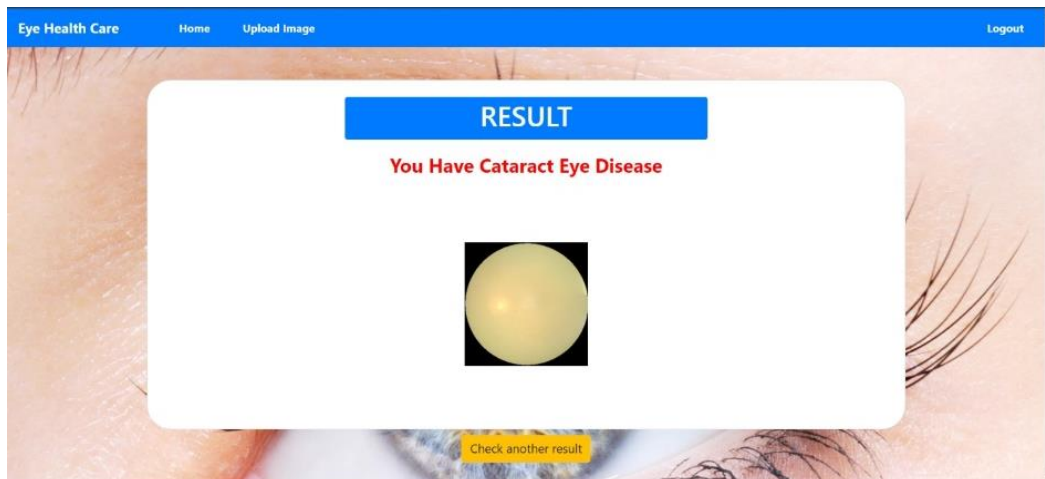 Eye Health Care Home Upload Image Logout
RESULT
You Have Cataract Eye Disease
Check another result